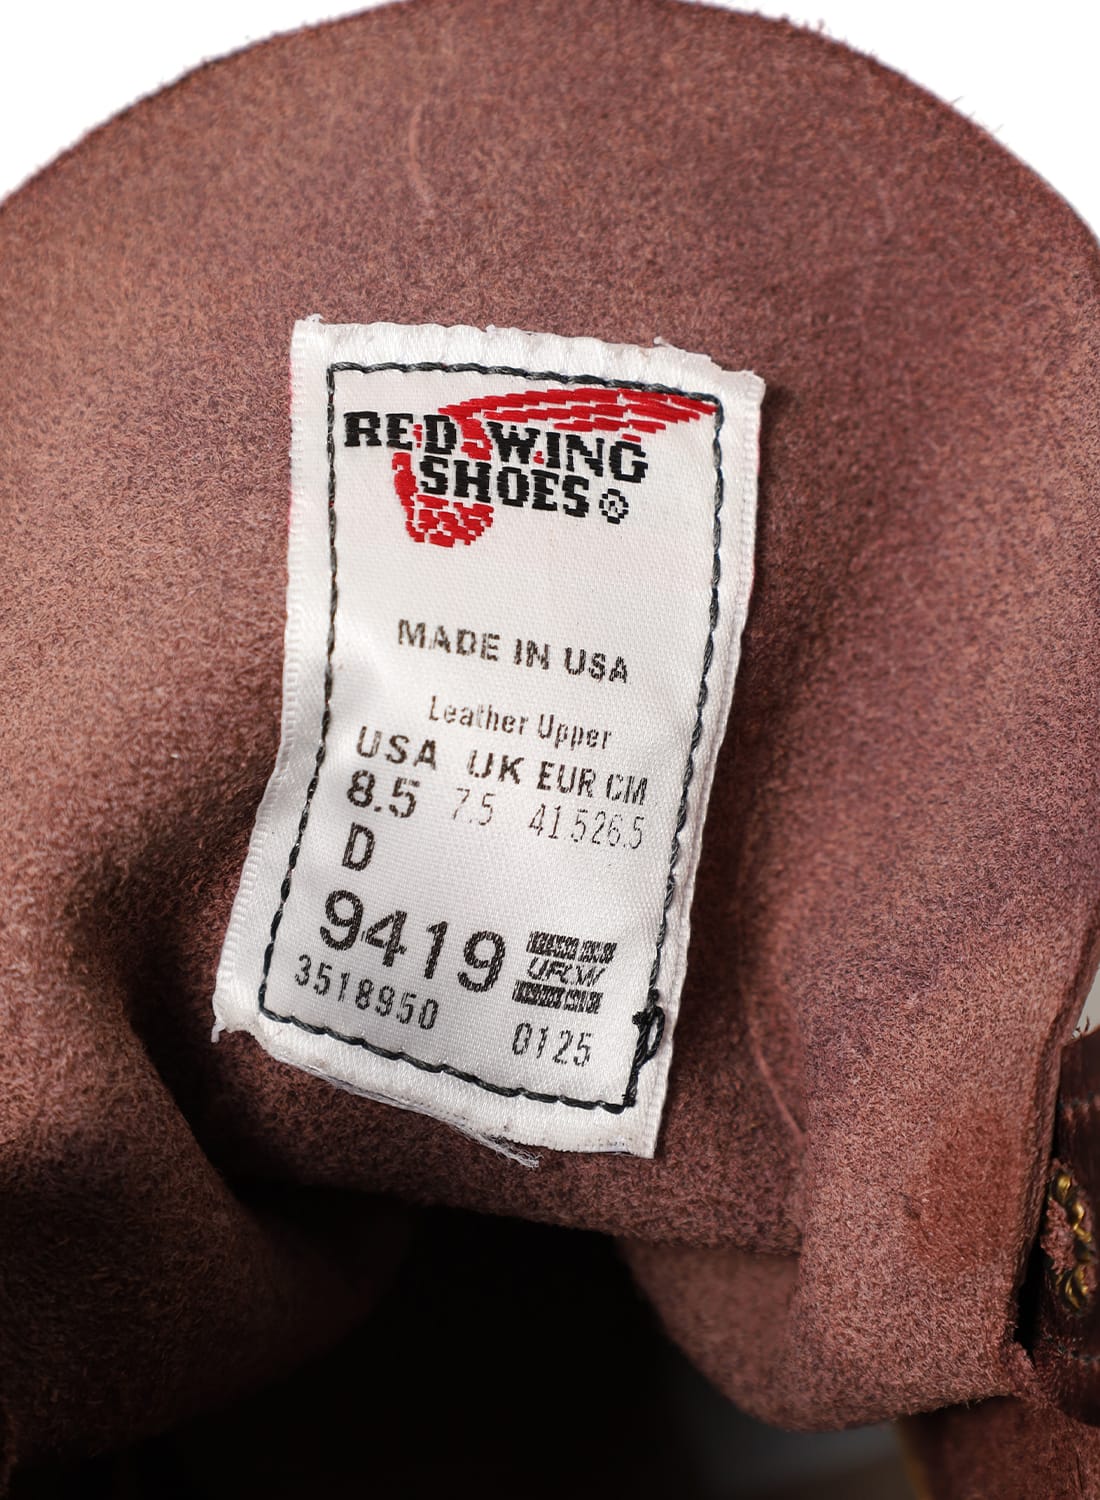 RED WING
SHOES®
MADE IN USA
Leather Upper
USA UK EUR CM
8.5 7.5 41.5 26.5
D
9419
UFCW
3518950
0125